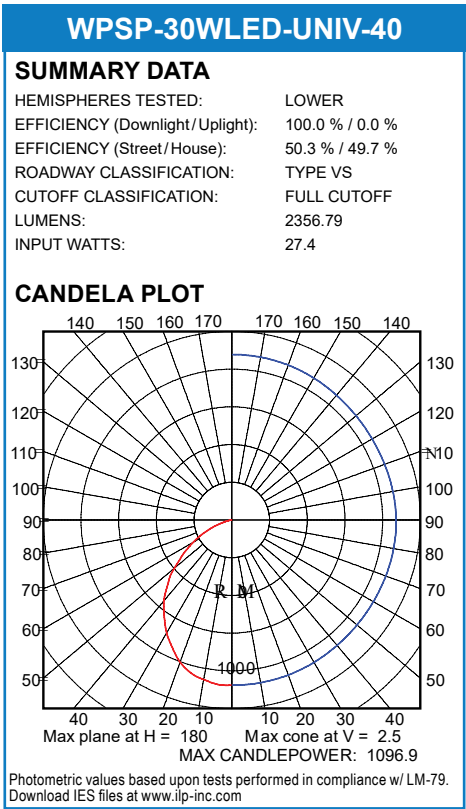 WPSP-30WLED-UNIV-40
SUMMARY DATA
HEMISPHERES TESTED: LOWER
EFFICIENCY (Downlight/Uplight): 100.0 % / 0.0 %
EFFICIENCY (Street/House): 50.3 % / 49.7 %
ROADWAY CLASSIFICATION: TYPE VS
CUTOFF CLASSIFICATION: FULL CUTOFF
LUMENS: 2356.79
INPUT WATTS: 27.4
CANDELA PLOT
140 150 160 170 170 160 150 140
130 130
120 120
110 110
100 100
90 90
80 80
70 70
60 60
1000
50 50
40 30 20 10 10 20 30 40
Max plane at H = 180 Max cone at V = 2.5
MAX CANDLEPOWER: 1096.9
Photometric values based upon tests performed in compliance w/ LM-79.
Download IES files at www.ilp-inc.com